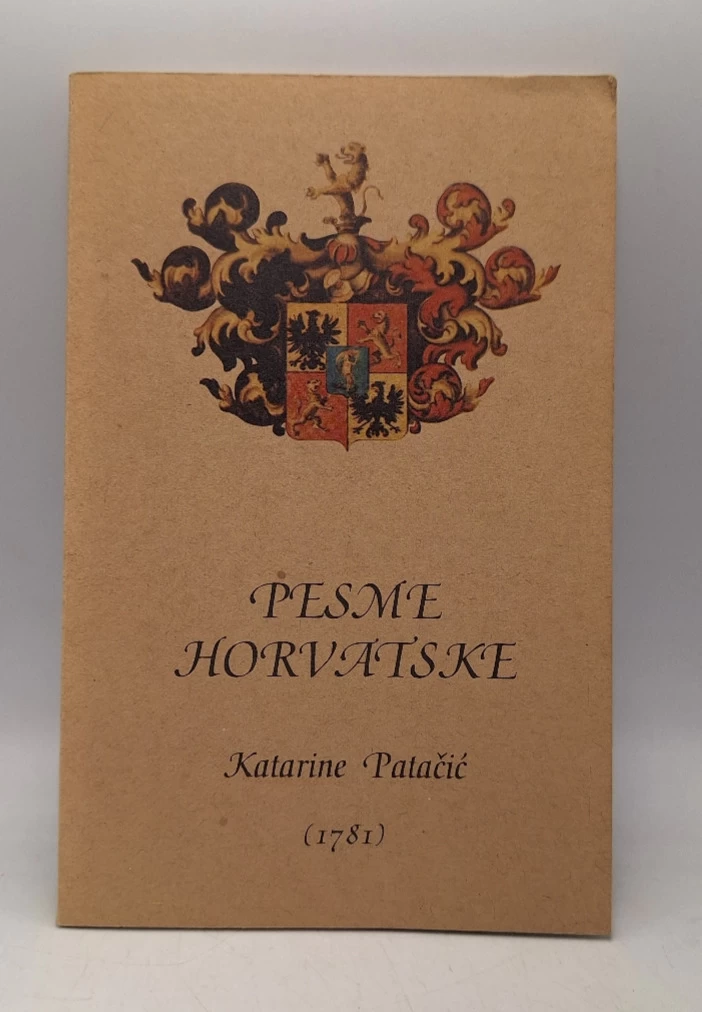 PESME
HORVATSKE
Katarine Patačić
(1781)